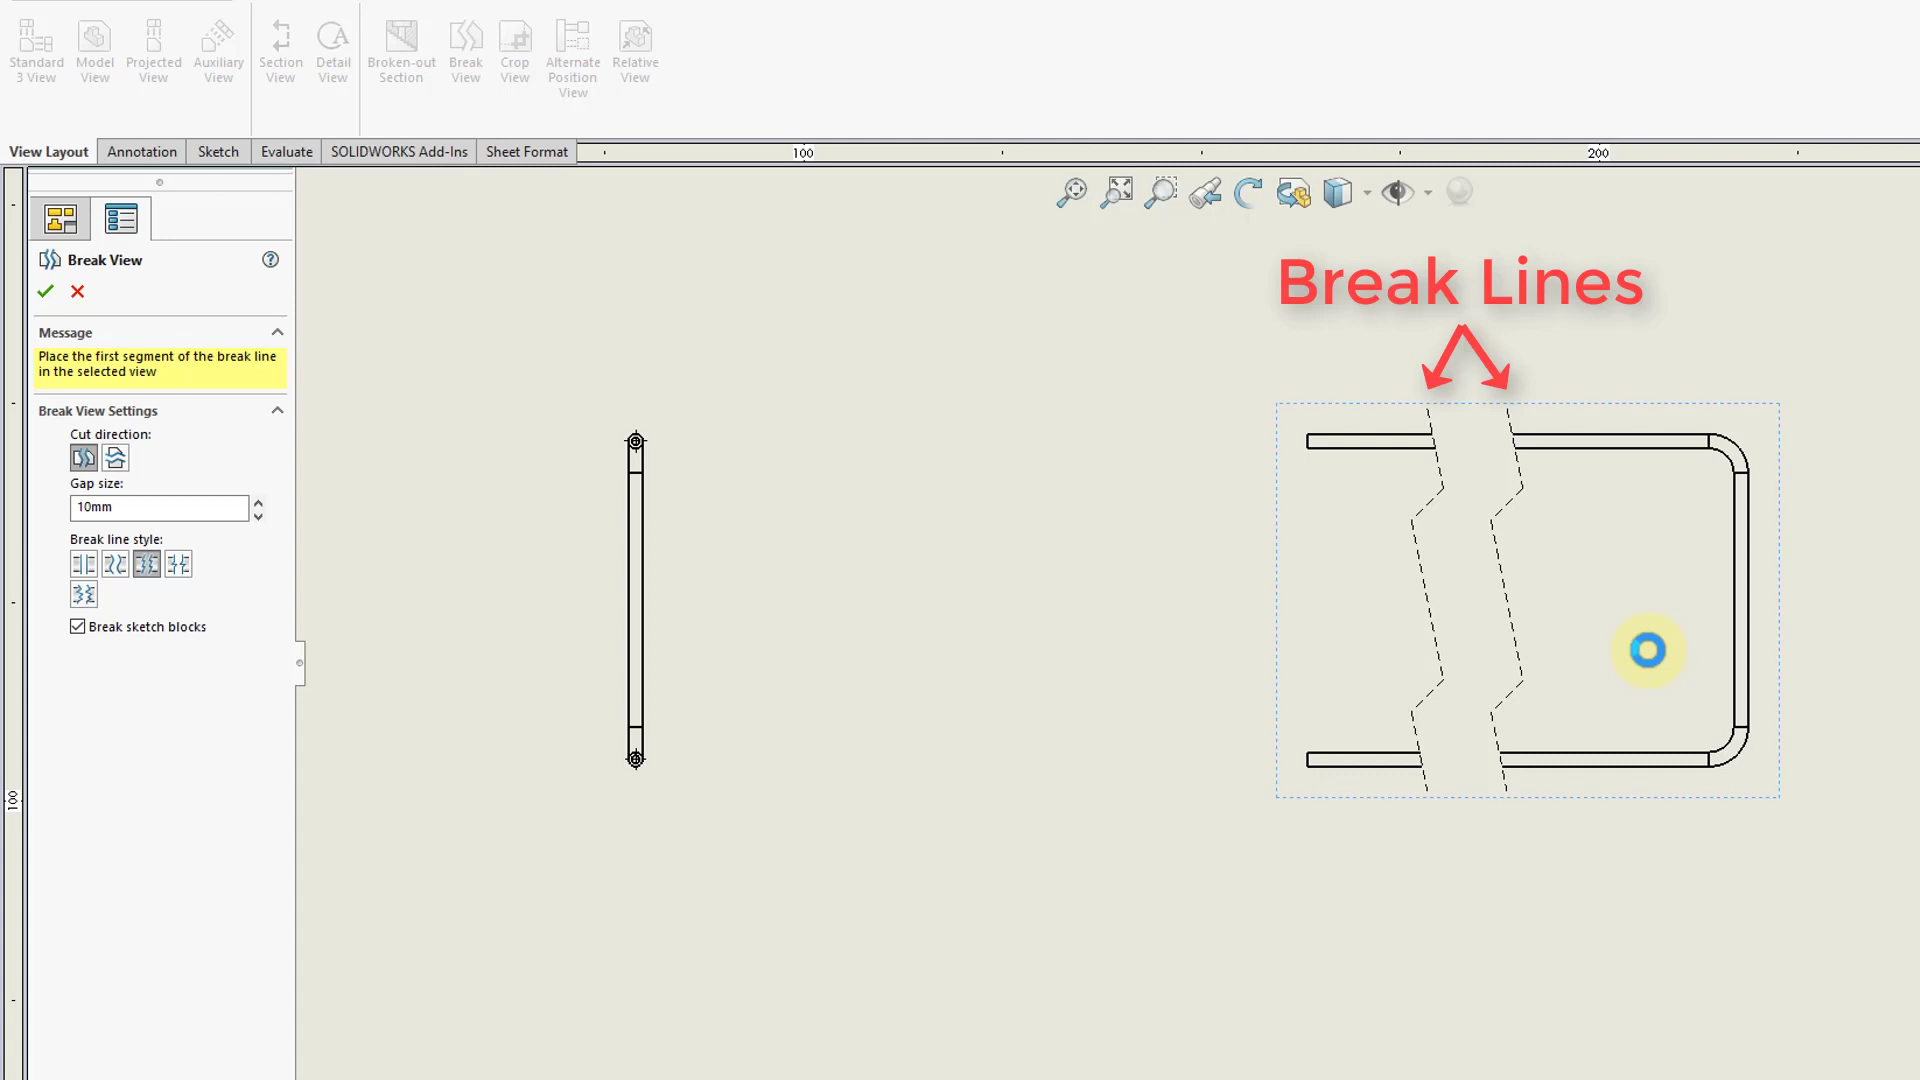 Standard
3 View
Model
View
Projected
View
Auxiliary
View
Section
View
Detail
View
Broken-out
Section
Break
View
Crop
View
Alternate
Position
View
Relative
View
View Layout
Annotation
Sketch
Evaluate
SOLIDWORKS Add-Ins
Sheet Format
100
200
Break View
Message
Place the first segment of the break line
in the selected view
Break View Settings
Cut direction:
Gap size:
10mm
Break line style:
Break sketch blocks
100
Break Lines